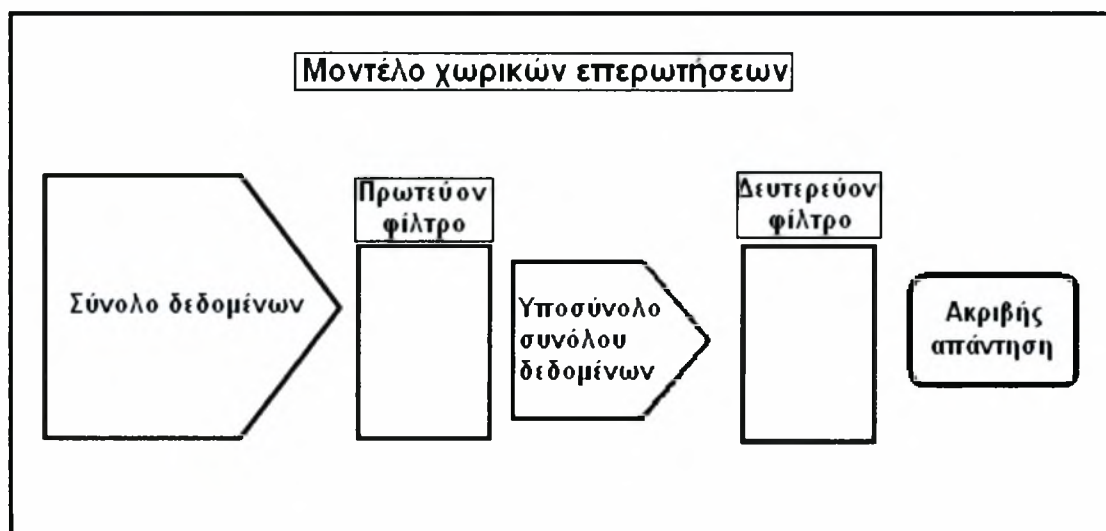 Μοντέλο χωρικών επερωτήσεων
Σύνολο δεδομένων
Πρωτεύον
φίλτρο
Υποσύνολο
συνόλου
δεδομένων
Δευτερεύον
φίλτρο
Ακριβής
απάντηση